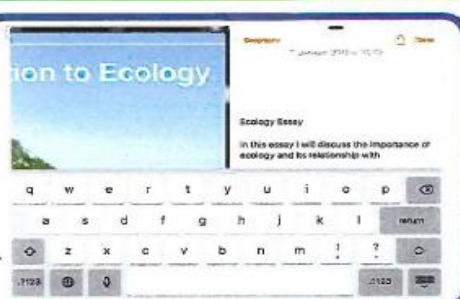 ion to Ecology
Geography
Ecology Essay
In this essay I will discuss the importance of
ecology and its relationship with
q w e r t y u i o p
a s d f g h j k l return
z x c v b n m ! ?
.?123 .?123